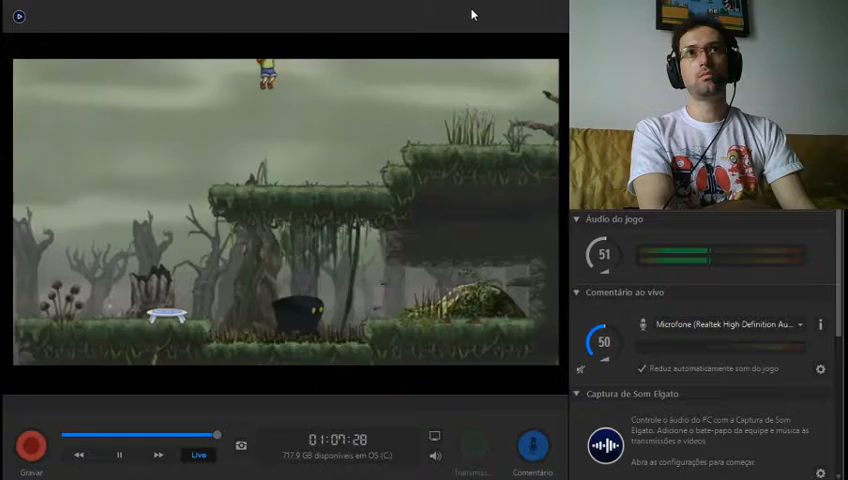 Áudio do jogo
51
Comentário ao vivo
50
Microfone (Realtek High Definition Au...
i
Reduz automaticamente som do jogo
Captura de Som Elgato
Controle o áudio do PC com a Captura de
Som Elgato. Adicione o bate-papo da equipe e música às
transmissões e vídeos
Abra as configurações para começar.
01:07:28
Live
717.9 GB disponíveis em OS (C:)
Gravar
Transmiss...
Comentário